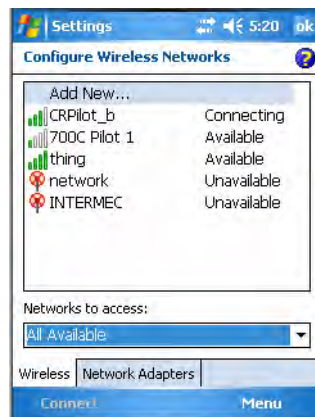 Settings 5:20 ok
Configure Wireless Networks ?
Add New...
CRPilot_b Connecting
700C Pilot 1 Available
thing Available
network Unavailable
INTERMEC Unavailable
Networks to access:
All Available
Wireless Network Adapters
Connect Menu